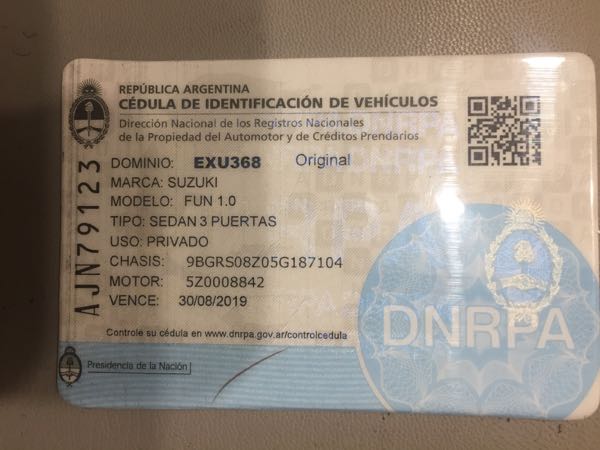 REPÚBLICA ARGENTINA
CÉDULA DE IDENTIFICACIÓN DE VEHÍCULOS
Dirección Nacional de los Registros Nacionales
de la Propiedad del Automotor y de Créditos Prendarios
DOMINIO: EXU368 Original
MARCA: SUZUKI
MODELO: FUN 1.0
TIPO: SEDAN 3 PUERTAS
USO: PRIVADO
CHASIS: 9BGRS08Z05G187104
MOTOR: 5Z0008842
VENCE: 30/08/2019
Controle su cédula en www.dnrpa.gov.ar/controlcedula
Presidencia de la Nación
AJN79123
DNRPA